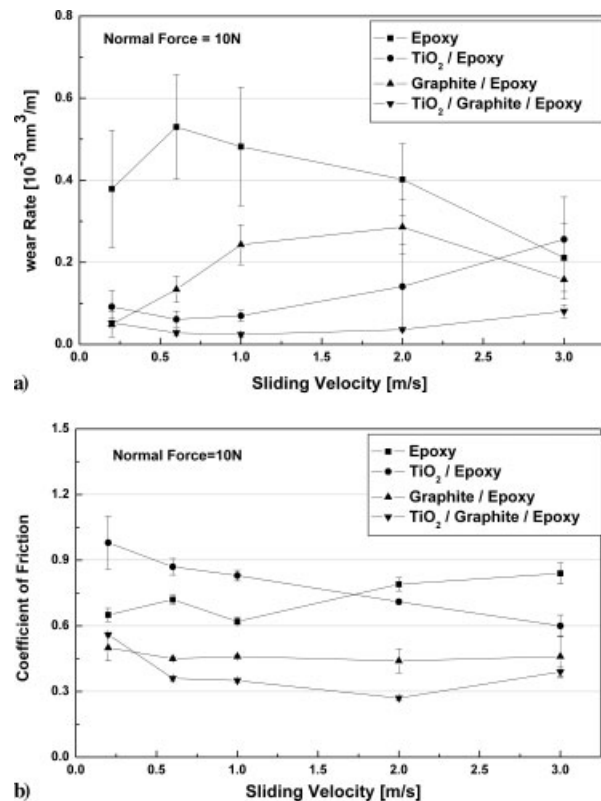 0.8
Normal Force = 10N
Epoxy
TiO₂ / Epoxy
Graphite / Epoxy
TiO₂ / Graphite / Epoxy
0.6
0.4
0.2
0.0
wear Rate [10⁻³mm³/m]
0.0 0.5 1.0 1.5 2.0 2.5 3.0
a) Sliding Velocity [m/s]
1.5
Normal Force=10N
Epoxy
TiO₂ / Epoxy
Graphite / Epoxy
TiO₂ / Graphite / Epoxy
1.2
0.9
0.6
0.3
0.0
Coefficient of Friction
0.0 0.5 1.0 1.5 2.0 2.5 3.0
b) Sliding Velocity [m/s]